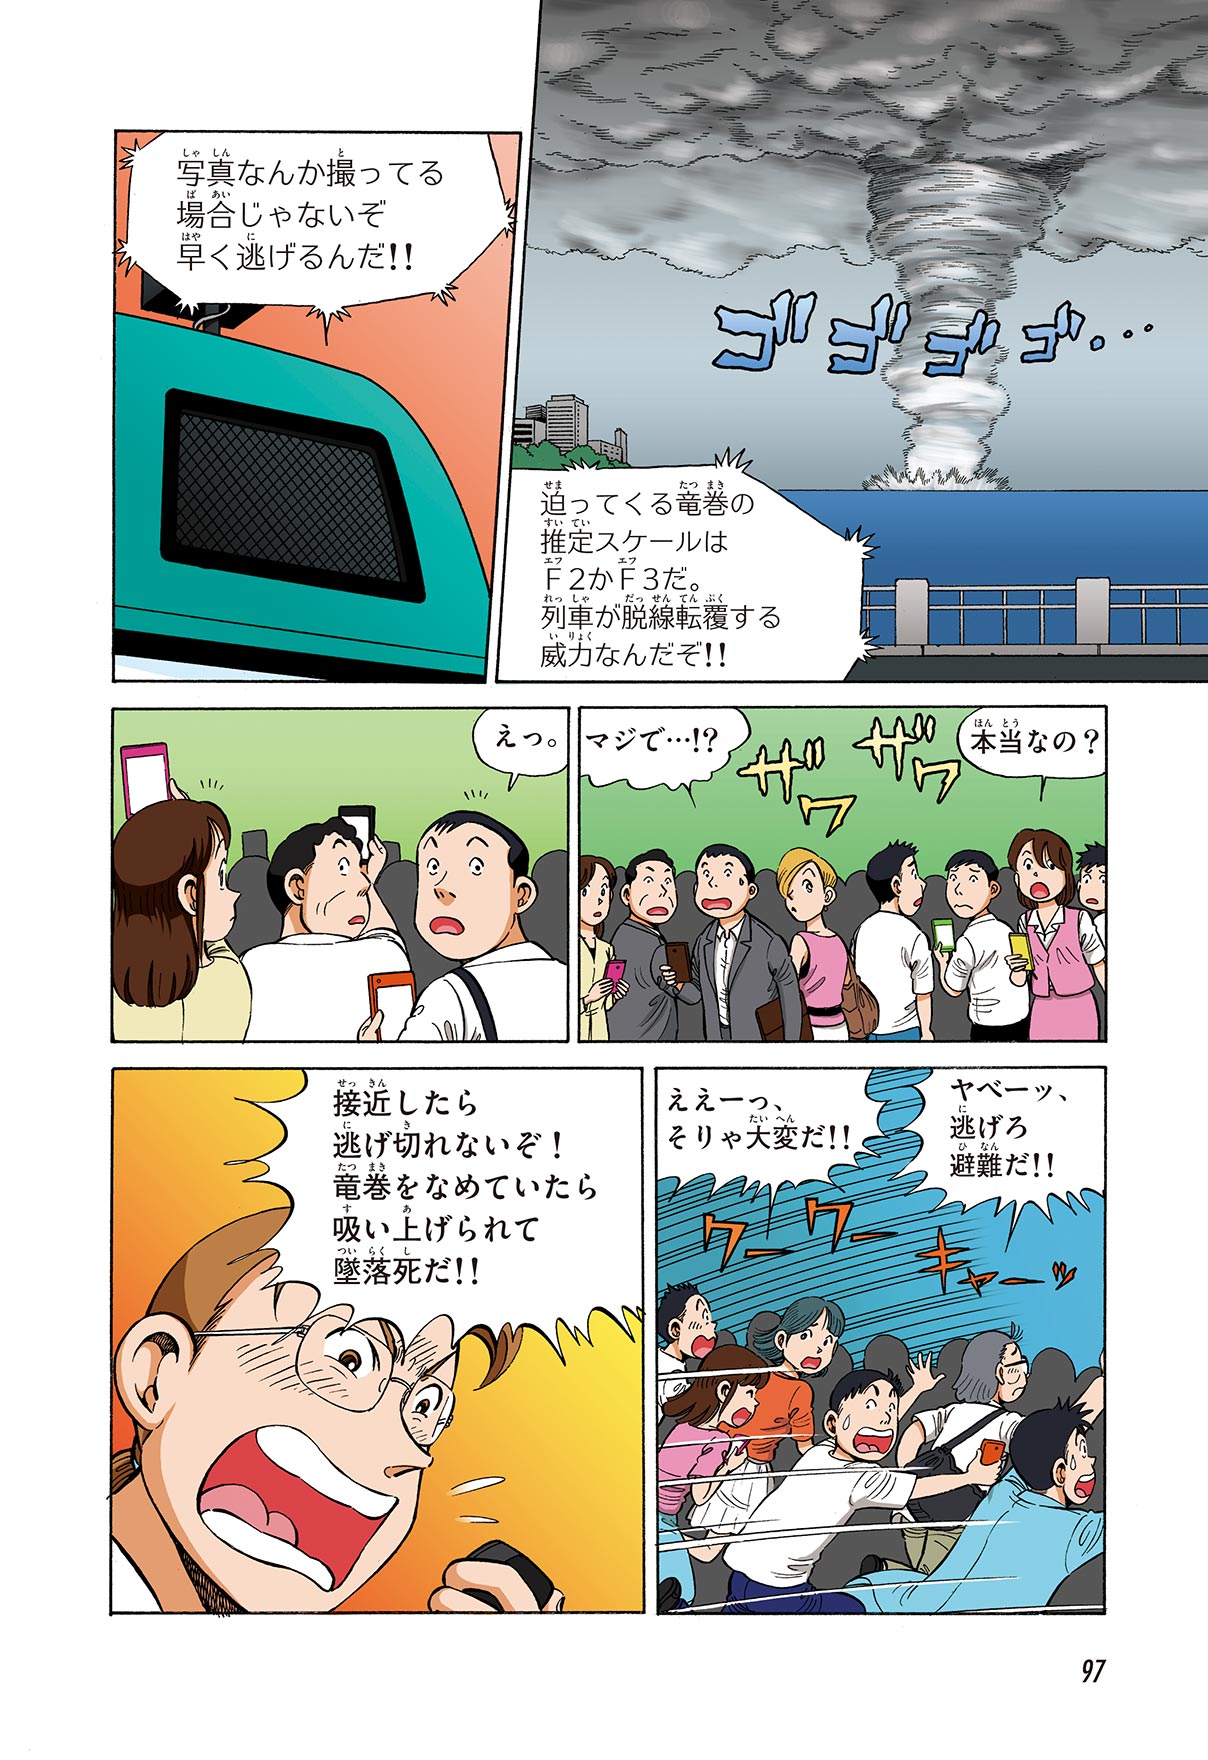 写真なんか撮ってる
場合じゃないぞ
早く逃げるんだ!!
ゴゴゴゴ…
迫ってくる竜巻の
推定スケールは
F2かF3だ。
列車が脱線転覆する
威力なんだぞ!!
えっ。
マジで…!?
ザワ
ザワ
本当なの？
接近したら
逃げ切れないぞ！
竜巻をなめていたら
吸い上げられて
墜落死だ!!
ええーっ、
そりゃ大変だ!!
ヤベーッ、
逃げろ
避難だ!!
ワーワー
キャーッ
97